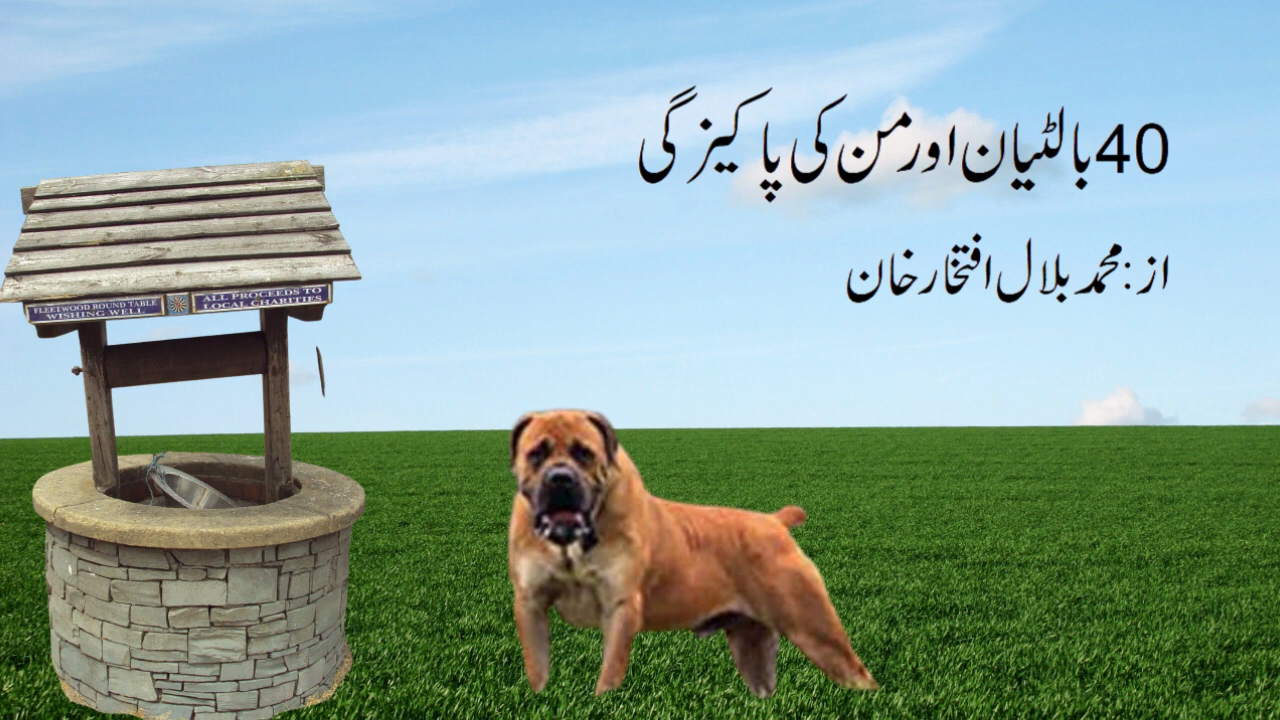 40 بالٹیان اور من کی پاکیزگی
از: محمد بلال افتخار خان
FLEETWOOD ROUND TABLE
WISHING WELL
ALL PROCEEDS TO
LOCAL CHARITIES